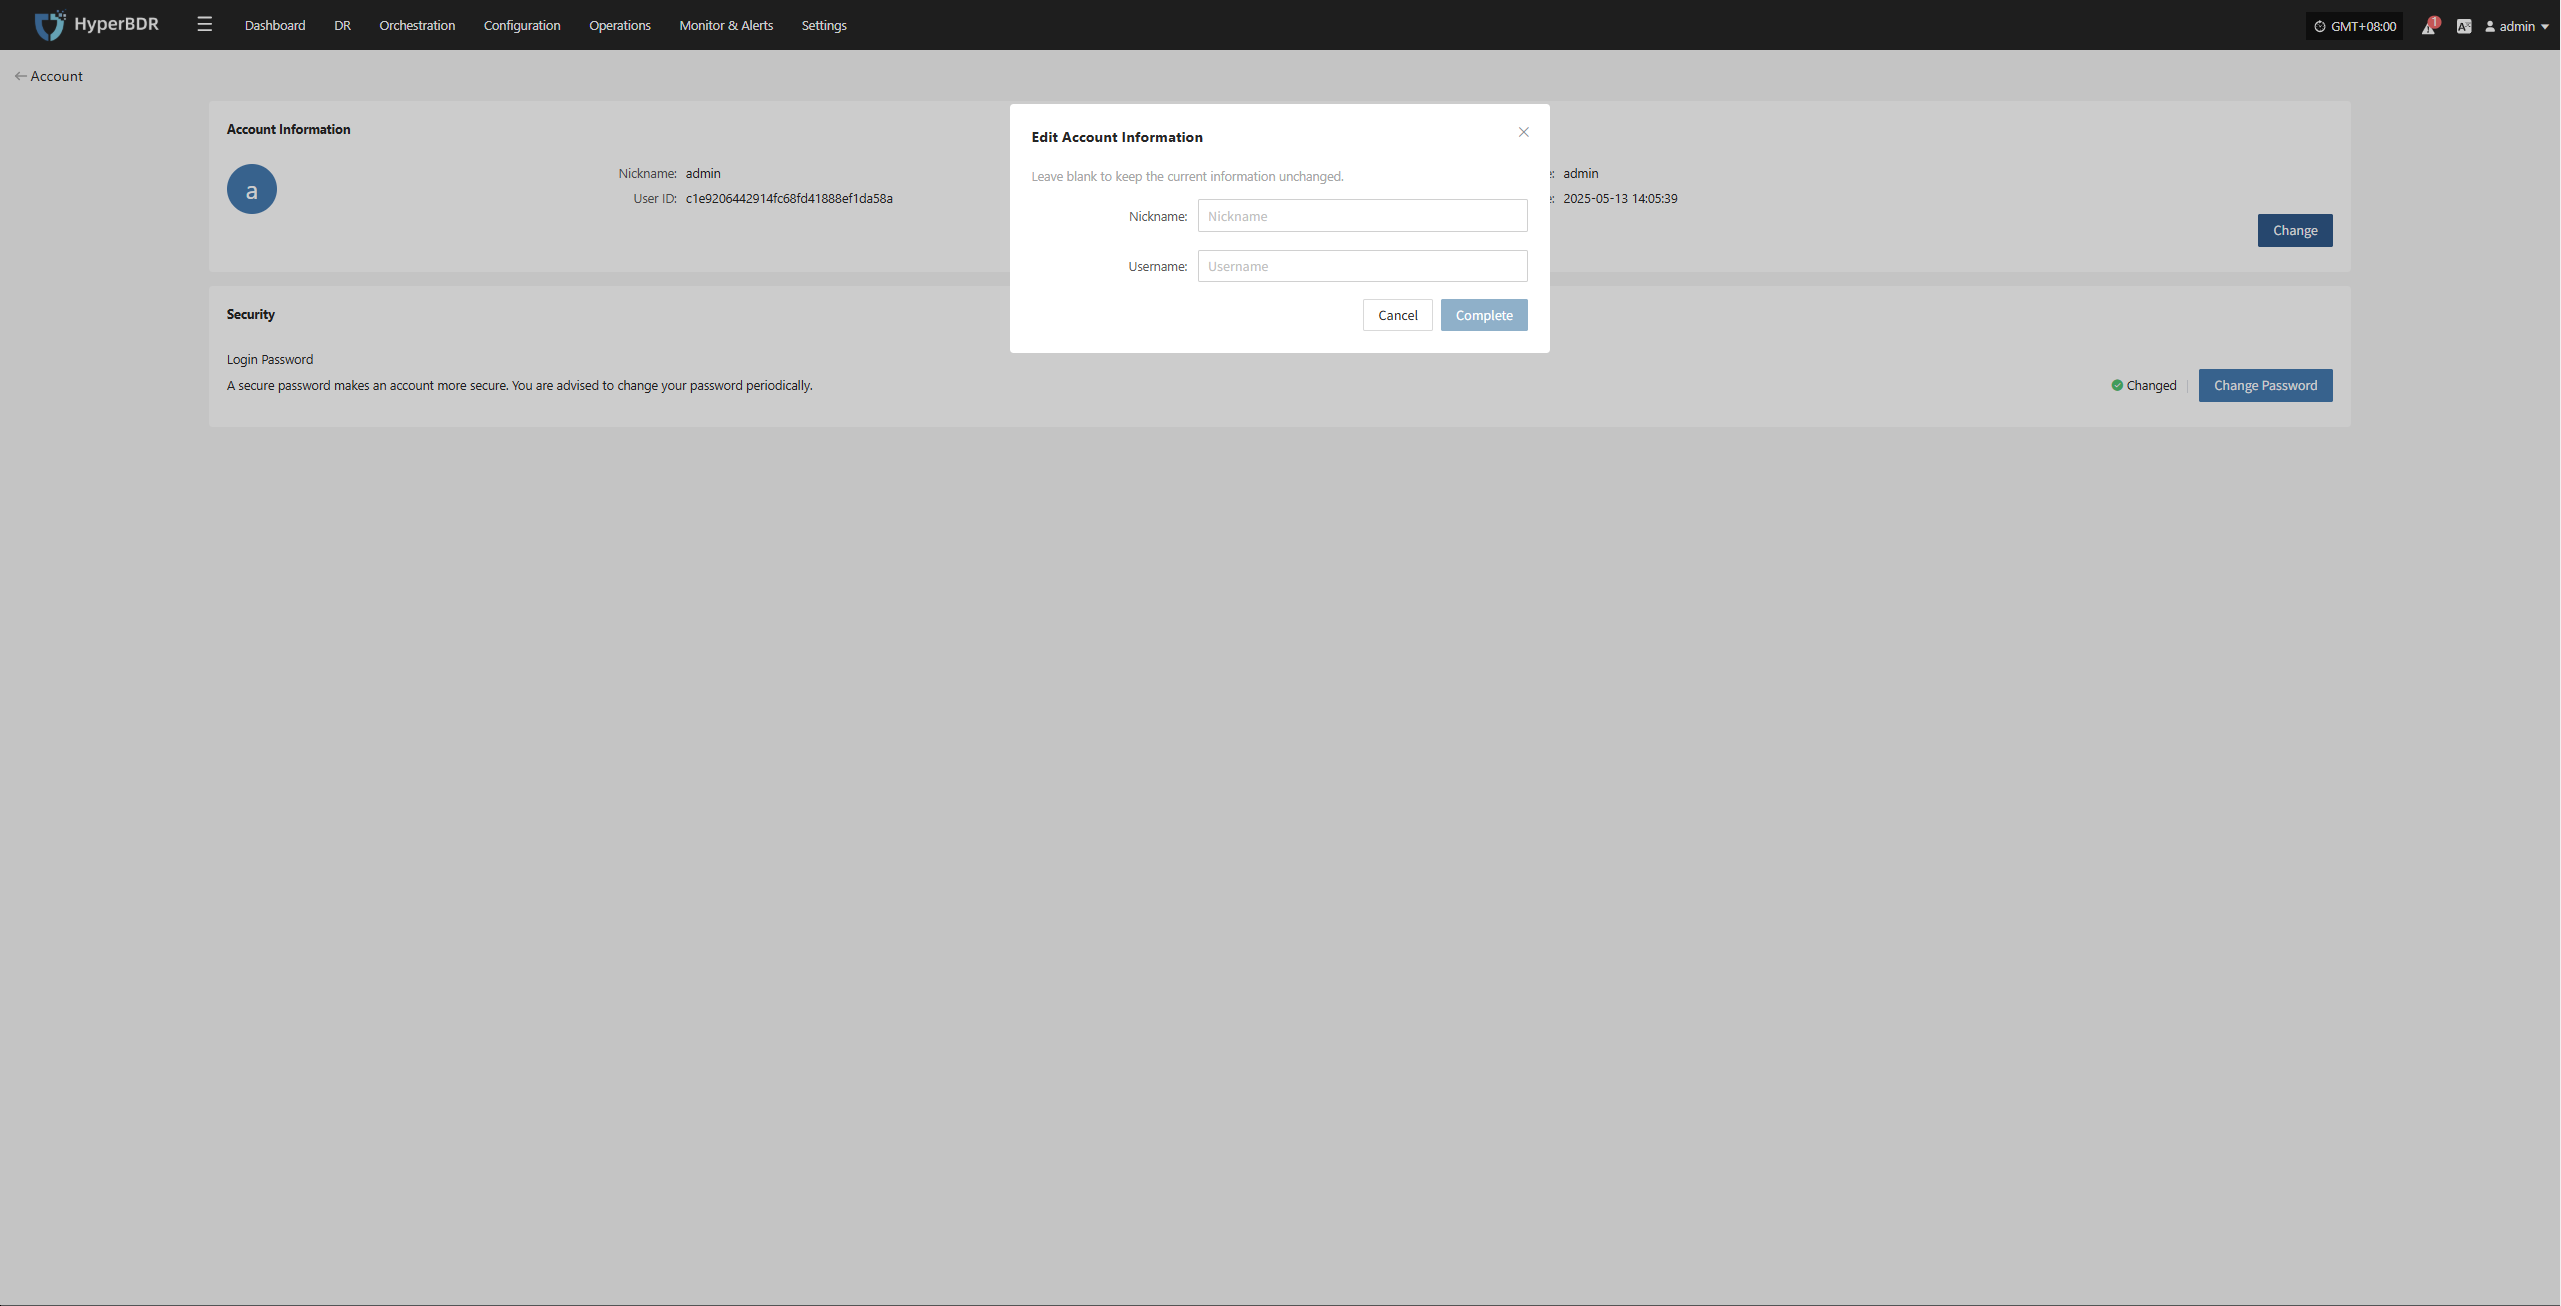 HyperBDR
Dashboard DR Orchestration Configuration Operations Monitor & Alerts Settings
GMT+08:00 1 admin
Account
Account Information
a
Nickname: admin
User ID: c1e9206442914fc68fd41888ef1da58a
admin
2025-05-13 14:05:39
Change
Edit Account Information
Leave blank to keep the current information unchanged.
Nickname: Nickname
Username: Username
Cancel Complete
Security
Login Password
A secure password makes an account more secure. You are advised to change your password periodically.
Changed
Change Password